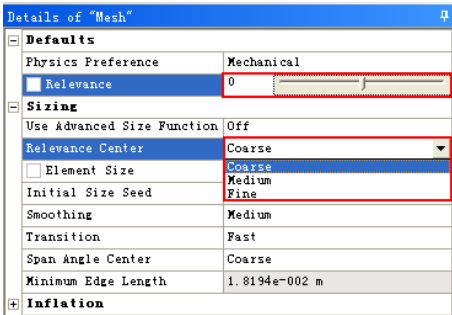 Details of "Mesh"
Defaults
Physics Preference Mechanical
Relevance 0
Sizing
Use Advanced Size Function Off
Relevance Center Coarse
Coarse
Element Size
Medium
Initial Size Seed Fine
Smoothing Medium
Transition Fast
Span Angle Center Coarse
Minimum Edge Length 1.8194e-002 m
Inflation